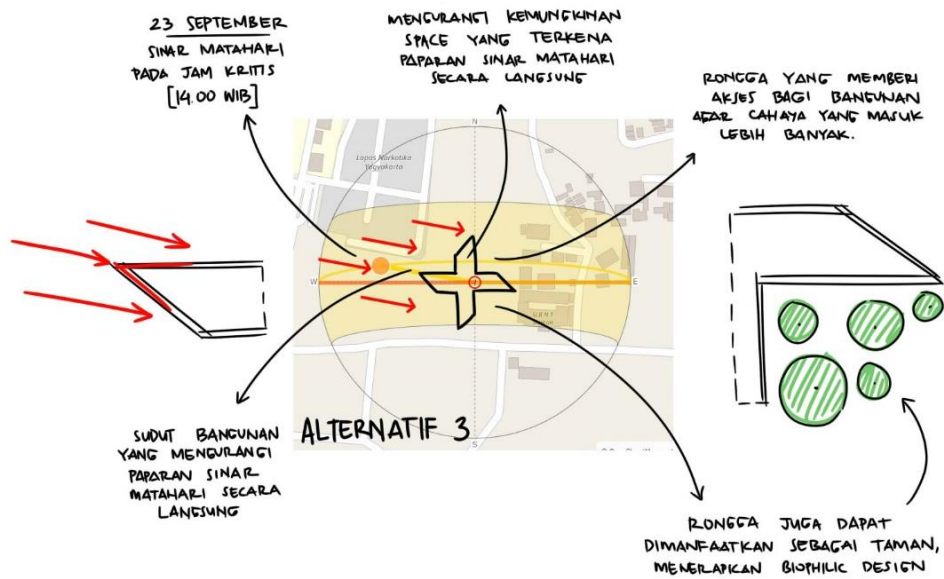 23 SEPTEMBER
SINAR MATAHARI
PADA JAM KRITIS
[14.00 WIB]
MENGURANGI KEMUNGKINAN
SPACE YANG TERKENA
PAPARAN SINAR MATAHARI
SECARA LANGSUNG
RONGGA YANG MEMBERI
AKSES BAGI BANGUNAN
AGAR CAHAYA YANG MASUK
LEBIH BANYAK.
N
Lapas Narkotika
Yogyakarta
W
E
SLB N 1
S
ALTERNATIF 3
SUDUT BANGUNAN
YANG MENGURANGI
PAPARAN SINAR
MATAHARI SECARA
LANGSUNG
RONGGA JUGA DAPAT
DIMANFAATKAN SEBAGAI TAMAN,
MENERAPKAN BIOPHILIC DESIGN